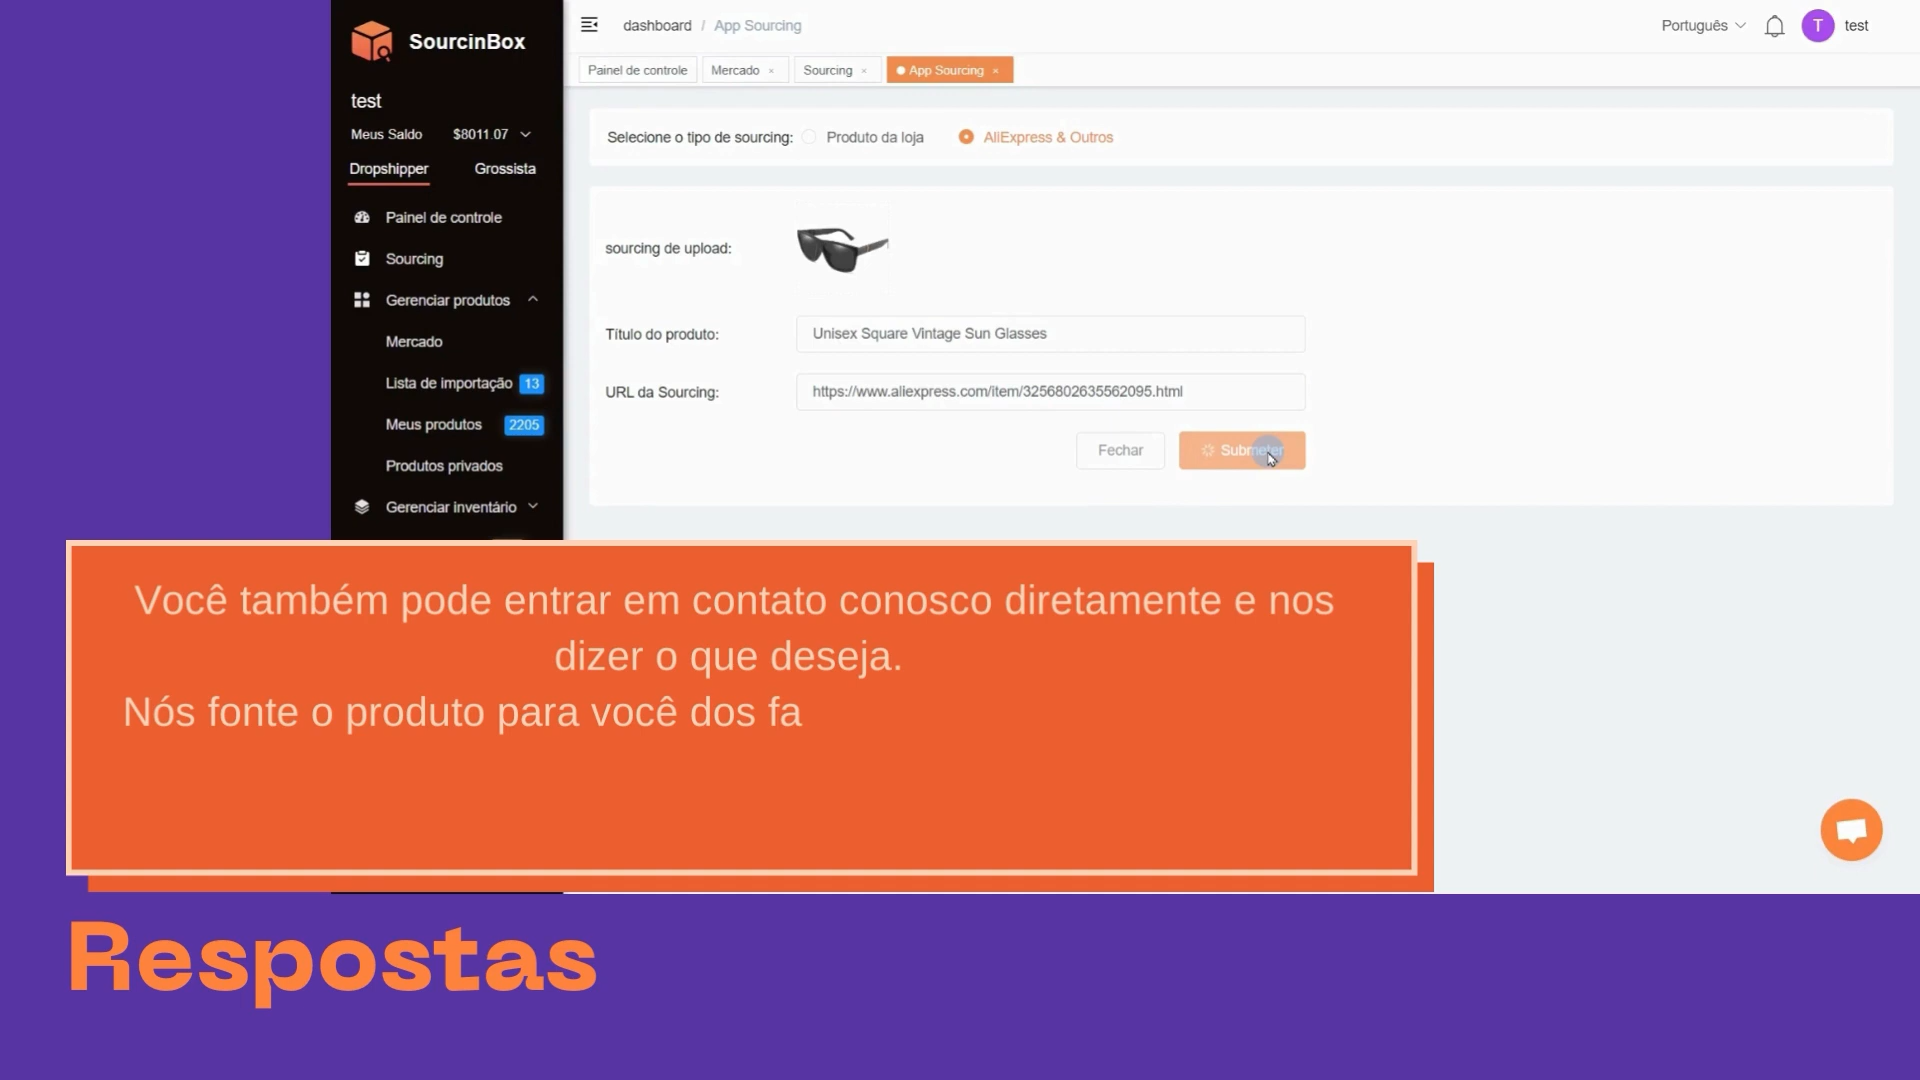 SourcinBox
dashboard / App Sourcing
Português
T
test
Painel de controle
Mercado ×
Sourcing ×
App Sourcing ×
test
Meus Saldo $8011.07
Dropshipper Grossista
Painel de controle
Sourcing
Gerenciar produtos
Mercado
Lista de importação 13
Meus produtos 2205
Produtos privados
Gerenciar inventário
Selecione o tipo de sourcing: Produto da loja AliExpress & Outros
sourcing de upload:
Título do produto: Unisex Square Vintage Sun Glasses
URL da Sourcing: https://www.aliexpress.com/item/3256802635562095.html
Fechar Submeter
Você também pode entrar em contato conosco diretamente e nos
dizer o que deseja.
Nós fonte o produto para você dos fa
Respostas